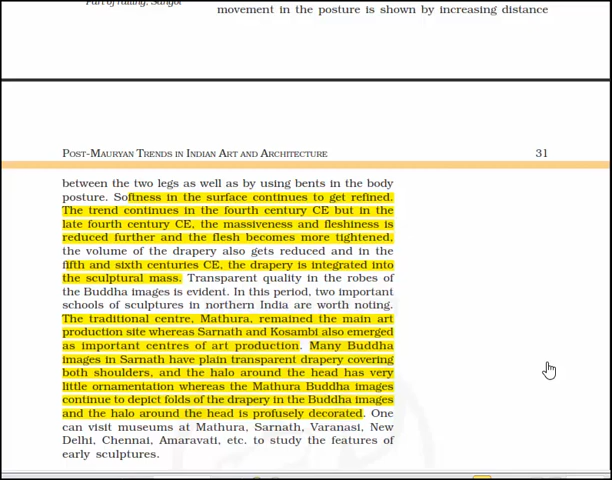 Part of railing, Sangol
movement in the posture is shown by increasing distance
POST-MAURYAN TRENDS IN INDIAN ART AND ARCHITECTURE 31
between the two legs as well as by using bents in the body
posture. Softness in the surface continues to get refined.
The trend continues in the fourth century CE but in the
late fourth century CE, the massiveness and fleshiness is
reduced further and the flesh becomes more tightened,
the volume of the drapery also gets reduced and in the
fifth and sixth centuries CE, the drapery is integrated into
the sculptural mass. Transparent quality in the robes of
the Buddha images is evident. In this period, two important
schools of sculptures in northern India are worth noting.
The traditional centre, Mathura, remained the main art
production site whereas Sarnath and Kosambi also emerged
as important centres of art production. Many Buddha
images in Sarnath have plain transparent drapery covering
both shoulders, and the halo around the head has very
little ornamentation whereas the Mathura Buddha images
continue to depict folds of the drapery in the Buddha images
and the halo around the head is profusely decorated. One
can visit museums at Mathura, Sarnath, Varanasi, New
Delhi, Chennai, Amaravati, etc. to study the features of
early sculptures.